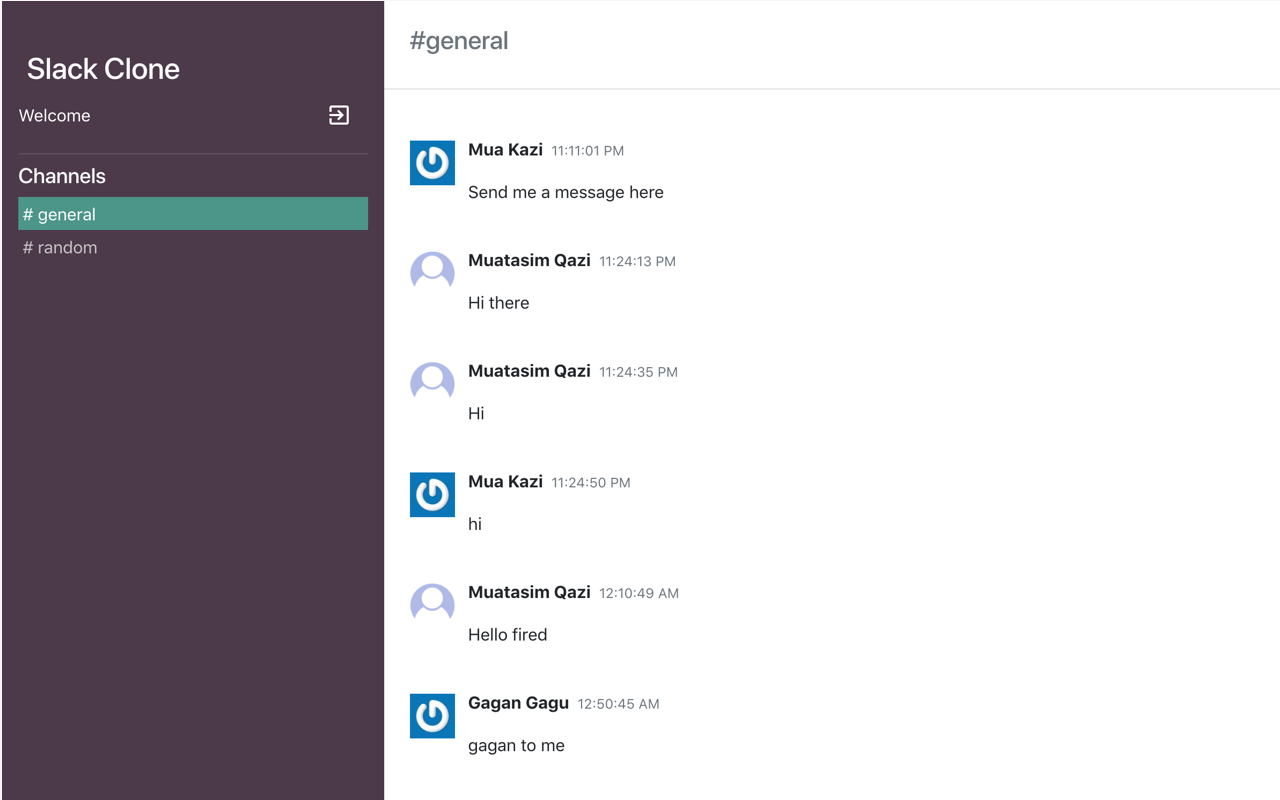 Slack Clone
Welcome
Channels
# general
# random
#general
Mua Kazi 11:11:01 PM
Send me a message here
Muatasim Qazi 11:24:13 PM
Hi there
Muatasim Qazi 11:24:35 PM
Hi
Mua Kazi 11:24:50 PM
hi
Muatasim Qazi 12:10:49 AM
Hello fired
Gagan Gagu 12:50:45 AM
gagan to me